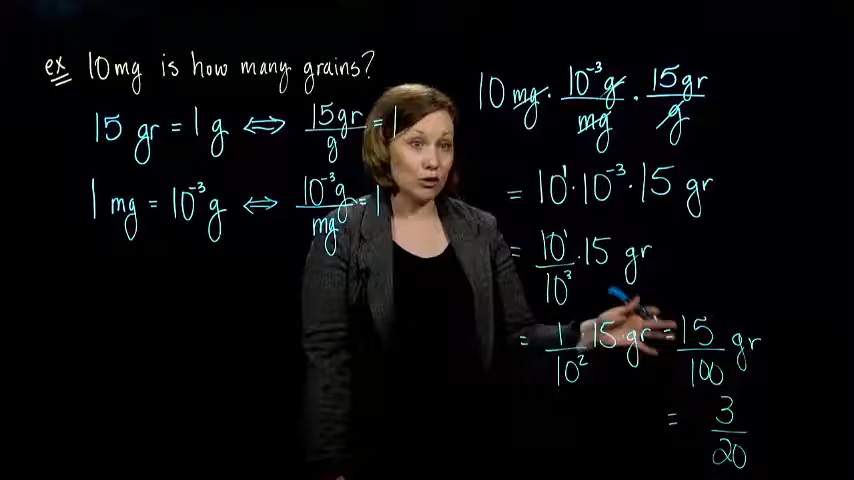 ex 10mg is how many grains?
15 gr = 1 g ⟺ 15gr/g = 1
1 mg = 10⁻³ g ⟺ 10⁻³g/mg = 1
10 mg · 10⁻³g/mg · 15gr/g
= 10¹ · 10⁻³ · 15 gr
= 10¹/10³ · 15 gr
= 1/10² · 15 · gr = 15/100 gr
= 3/20